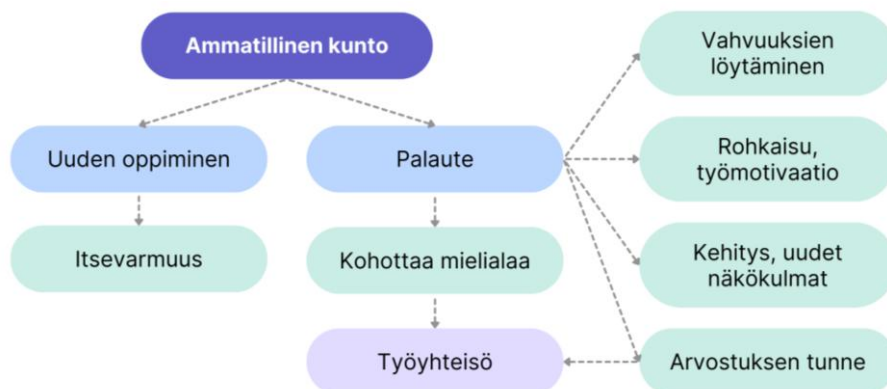 Ammatillinen kunto
Uuden oppiminen
Palaute
Itsevarmuus
Kohottaa mielialaa
Työyhteisö
Vahvuuksien
löytäminen
Rohkaisu,
työmotivaatio
Kehitys, uudet
näkökulmat
Arvostuksen tunne